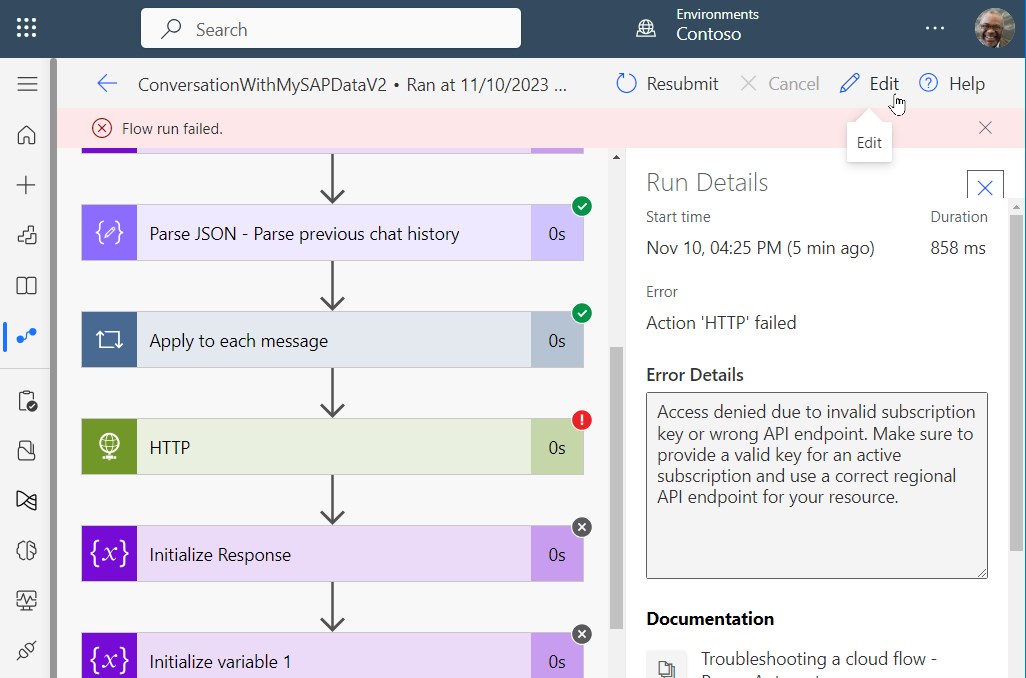 Search
Environments
Contoso
ConversationWithMySAPDataV2 • Ran at 11/10/2023 ...
Resubmit
Cancel
Edit
Help
Flow run failed.
Edit
Parse JSON - Parse previous chat history
0s
Apply to each message
0s
HTTP
0s
{x}
Initialize Response
0s
{x}
Initialize variable 1
0s
Run Details
Start time
Duration
Nov 10, 04:25 PM (5 min ago)
858 ms
Error
Action 'HTTP' failed
Error Details
Access denied due to invalid subscription
key or wrong API endpoint. Make sure to
provide a valid key for an active
subscription and use a correct regional
API endpoint for your resource.
Documentation
Troubleshooting a cloud flow -